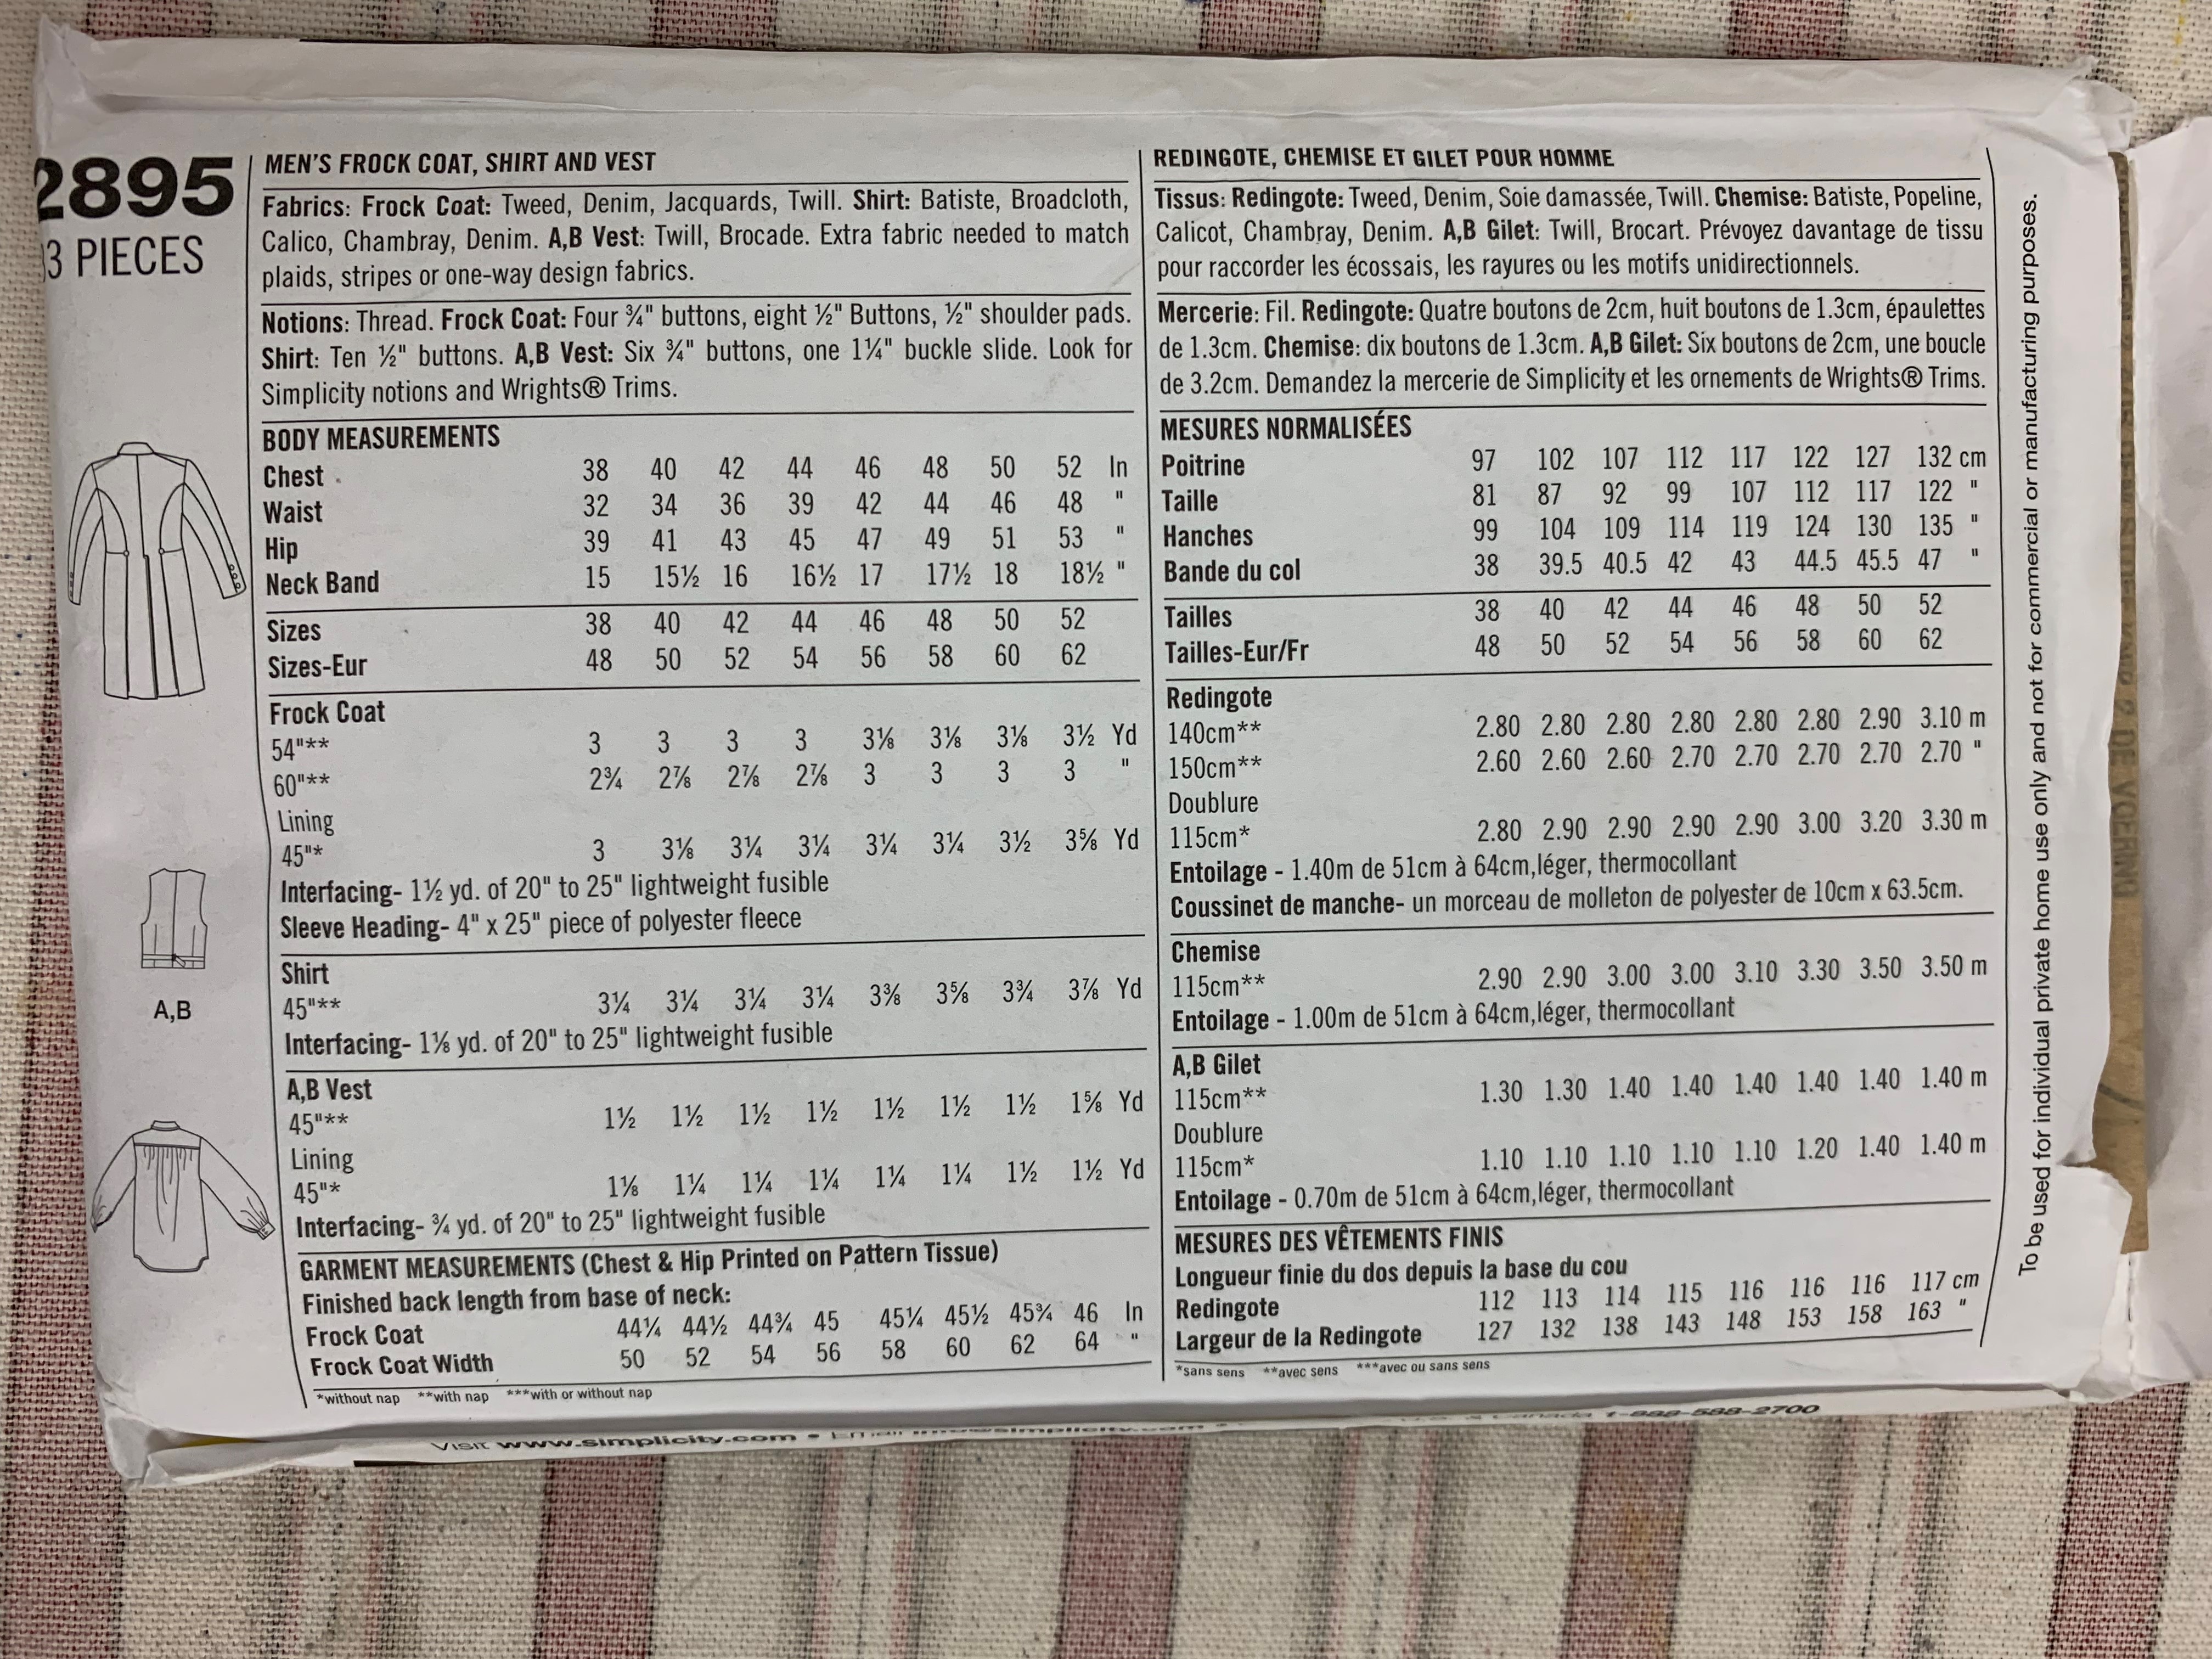 2895
3 PIECES
A,B
MEN'S FROCK COAT, SHIRT AND VEST
Fabrics: Frock Coat: Tweed, Denim, Jacquards, Twill. Shirt: Batiste, Broadcloth,
Calico, Chambray, Denim. A,B Vest: Twill, Brocade. Extra fabric needed to match
plaids, stripes or one-way design fabrics.
Notions: Thread. Frock Coat: Four ¾" buttons, eight ½" Buttons, ½" shoulder pads.
Shirt: Ten ½" buttons. A,B Vest: Six ¾" buttons, one 1¼" buckle slide. Look for
Simplicity notions and Wrights® Trims.
BODY MEASUREMENTS
Chest 38 40 42 44 46 48 50 52 In
Waist 32 34 36 39 42 44 46 48 "
Hip 39 41 43 45 47 49 51 53 "
Neck Band 15 15½ 16 16½ 17 17½ 18 18½ "
Sizes 38 40 42 44 46 48 50 52
Sizes-Eur 48 50 52 54 56 58 60 62
Frock Coat
54"** 3 3 3 3 3⅛ 3⅛ 3⅛ 3½ Yd
60"** 2¾ 2⅞ 2⅞ 2⅞ 3 3 3 3 "
Lining
45"* 3 3⅛ 3¼ 3¼ 3¼ 3¼ 3½ 3⅝ Yd
Interfacing- 1½ yd. of 20" to 25" lightweight fusible
Sleeve Heading- 4" x 25" piece of polyester fleece
Shirt
45"** 3¼ 3¼ 3¼ 3¼ 3⅜ 3⅝ 3¾ 3⅞ Yd
Interfacing- 1⅛ yd. of 20" to 25" lightweight fusible
A,B Vest
45"** 1½ 1½ 1½ 1½ 1½ 1½ 1½ 1⅝ Yd
Lining
45"* 1⅛ 1¼ 1¼ 1¼ 1¼ 1¼ 1½ 1½ Yd
Interfacing- ¾ yd. of 20" to 25" lightweight fusible
GARMENT MEASUREMENTS (Chest & Hip Printed on Pattern Tissue)
Finished back length from base of neck:
Frock Coat 44¼ 44½ 44¾ 45 45¼ 45½ 45¾ 46 In
Frock Coat Width 50 52 54 56 58 60 62 64 "
*without nap **with nap ***with or without nap
REDINGOTE, CHEMISE ET GILET POUR HOMME
Tissus: Redingote: Tweed, Denim, Soie damassée, Twill. Chemise: Batiste, Popeline,
Calicot, Chambray, Denim. A,B Gilet: Twill, Brocart. Prévoyez davantage de tissu
pour raccorder les écossais, les rayures ou les motifs unidirectionnels.
Mercerie: Fil. Redingote: Quatre boutons de 2cm, huit boutons de 1.3cm, épaulettes
de 1.3cm. Chemise: dix boutons de 1.3cm. A,B Gilet: Six boutons de 2cm, une boucle
de 3.2cm. Demandez la mercerie de Simplicity et les ornements de Wrights® Trims.
MESURES NORMALISÉES
Poitrine 97 102 107 112 117 122 127 132 cm
Taille 81 87 92 99 107 112 117 122 "
Hanches 99 104 109 114 119 124 130 135 "
Bande du col 38 39.5 40.5 42 43 44.5 45.5 47 "
Tailles 38 40 42 44 46 48 50 52
Tailles-Eur/Fr 48 50 52 54 56 58 60 62
Redingote
140cm** 2.80 2.80 2.80 2.80 2.80 2.80 2.90 3.10 m
150cm** 2.60 2.60 2.60 2.70 2.70 2.70 2.70 2.70 "
Doublure
115cm* 2.80 2.90 2.90 2.90 2.90 3.00 3.20 3.30 m
Entoilage - 1.40m de 51cm à 64cm,léger, thermocollant
Coussinet de manche- un morceau de molleton de polyester de 10cm x 63.5cm.
Chemise
115cm** 2.90 2.90 3.00 3.00 3.10 3.30 3.50 3.50 m
Entoilage - 1.00m de 51cm à 64cm,léger, thermocollant
A,B Gilet
115cm** 1.30 1.30 1.40 1.40 1.40 1.40 1.40 1.40 m
Doublure
115cm* 1.10 1.10 1.10 1.10 1.10 1.20 1.40 1.40 m
Entoilage - 0.70m de 51cm à 64cm,léger, thermocollant
MESURES DES VÊTEMENTS FINIS
Longueur finie du dos depuis la base du cou
Redingote 112 113 114 115 116 116 116 117 cm
Largeur de la Redingote 127 132 138 143 148 153 158 163 "
*sans sens **avec sens ***avec ou sans sens
To be used for individual private home use only and not for commercial or manufacturing purposes.
Visit www.simplicity.com • 1-888-588-2700